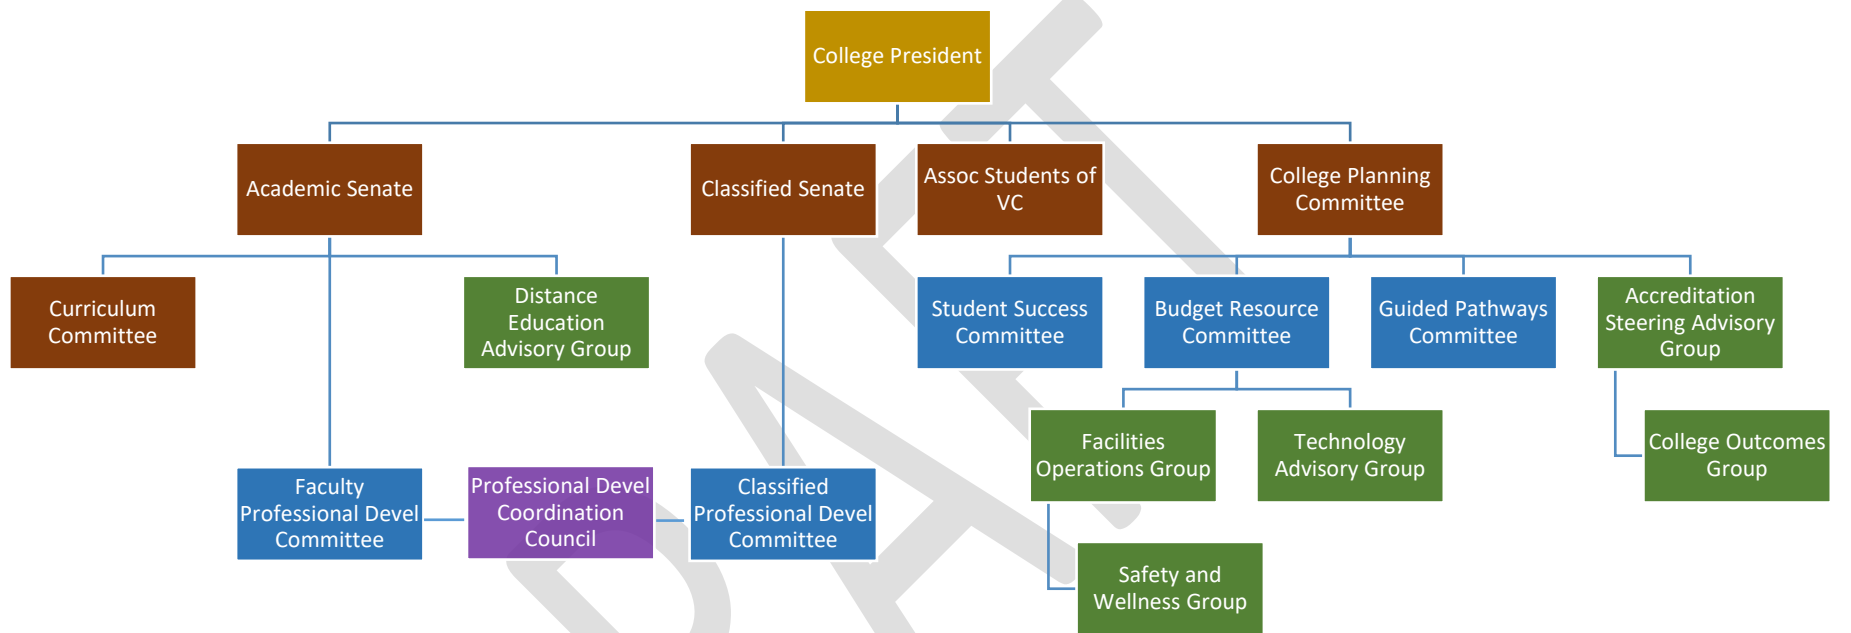 College President
Academic Senate
Classified Senate
Assoc Students of
VC
College Planning
Committee
Curriculum
Committee
Distance
Education
Advisory Group
Student Success
Committee
Budget Resource
Committee
Guided Pathways
Committee
Accreditation
Steering Advisory
Group
Facilities
Operations Group
Technology
Advisory Group
College Outcomes
Group
Faculty
Professional Devel
Committee
Professional Devel
Coordination
Council
Classified
Professional Devel
Committee
Safety and
Wellness Group
DRAFT